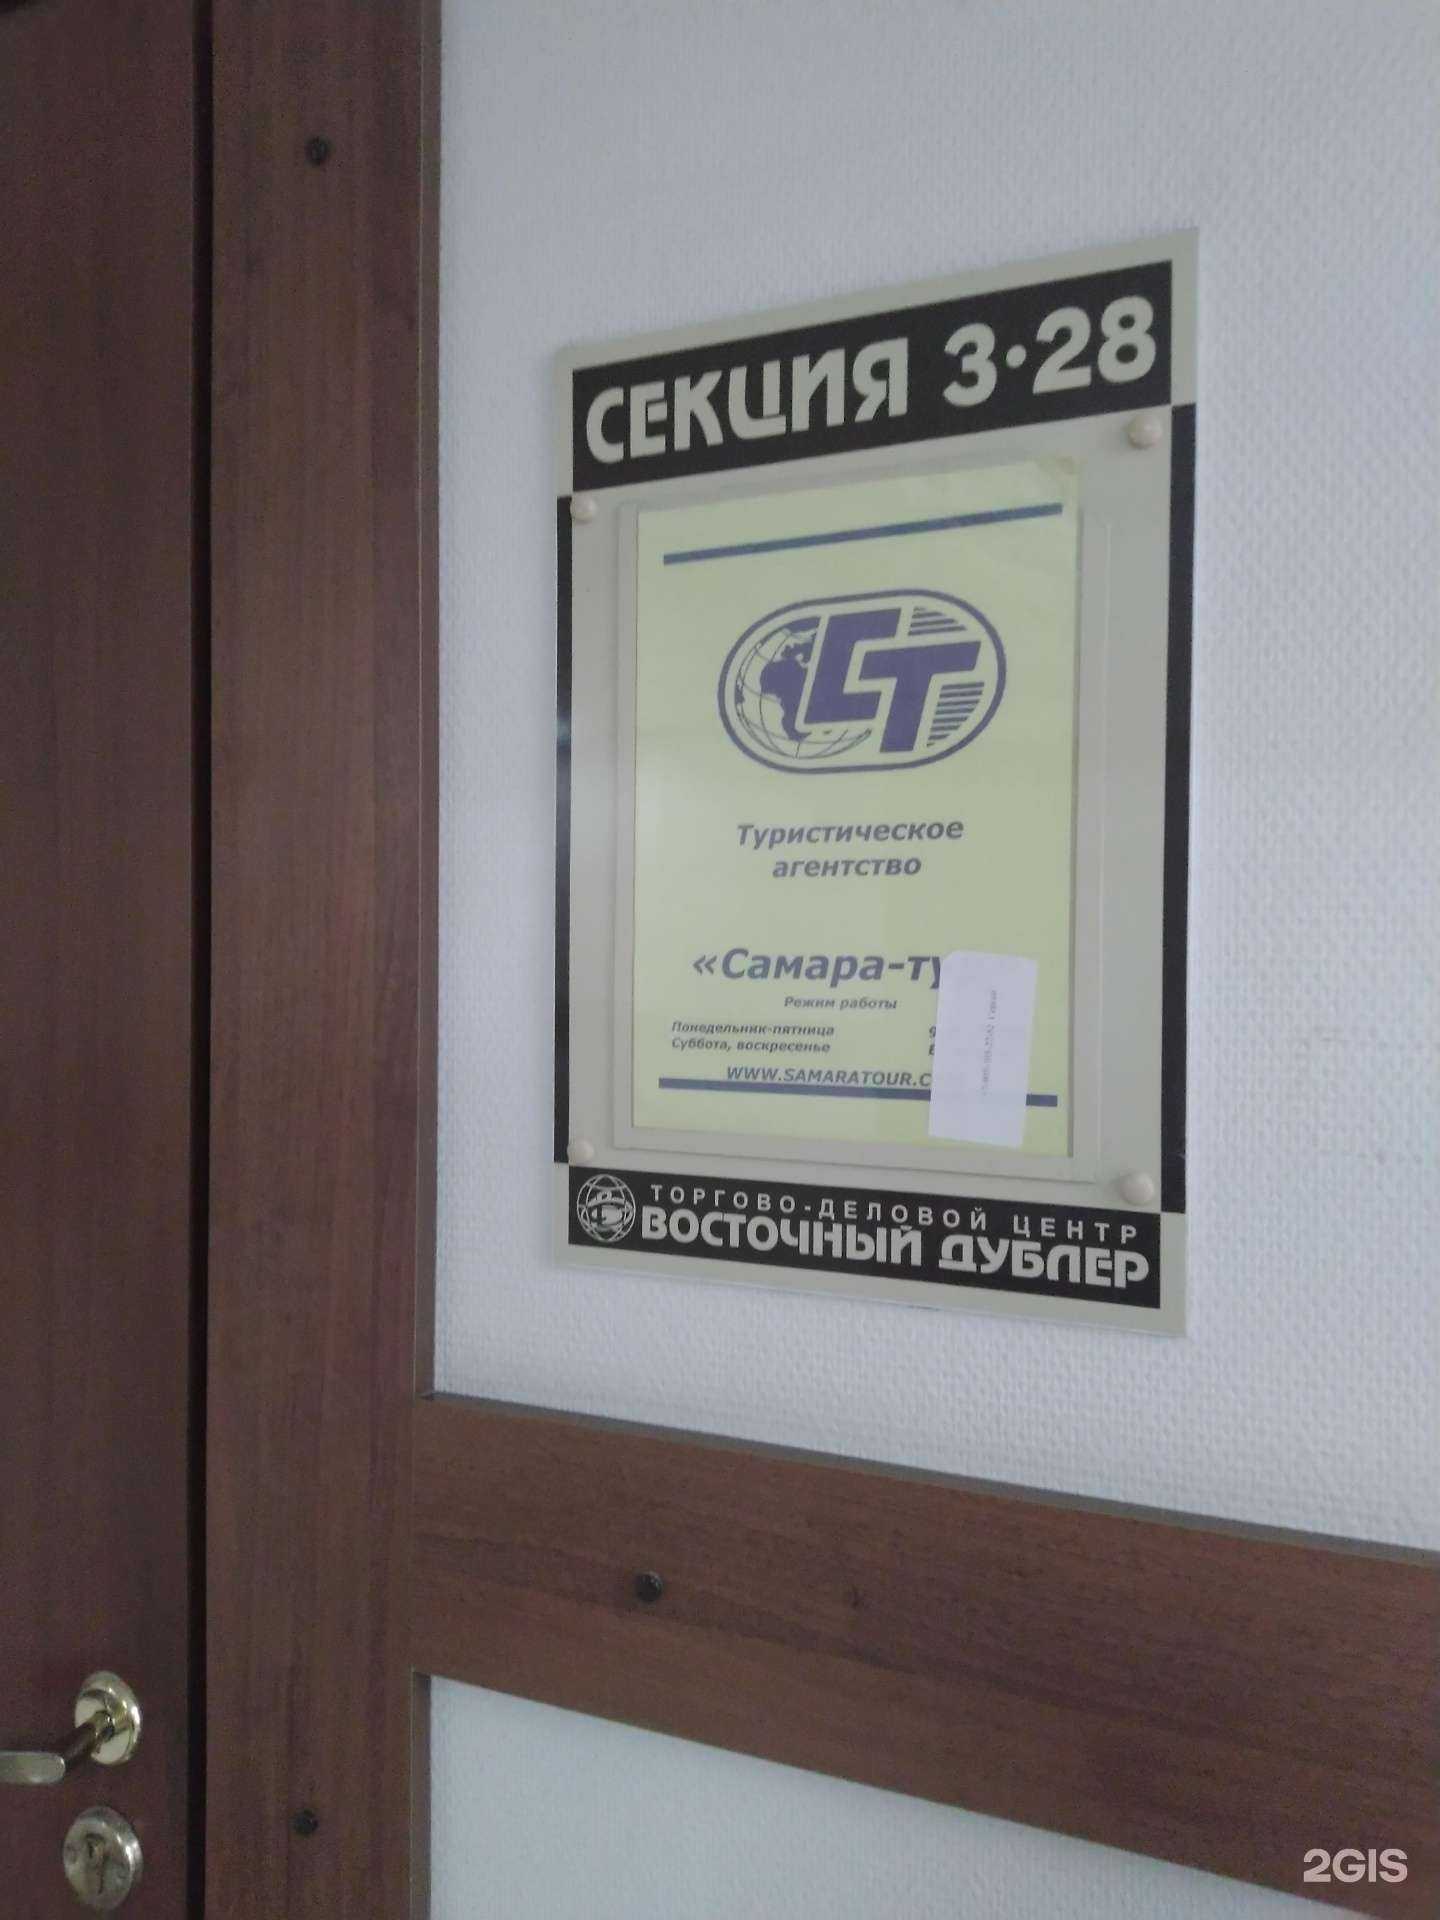 СЕКЦИЯ 3·28
СТ
Туристическое
агентство
«Самара-ту
Режим работы
Понедельник-пятница
Суббота, воскресенье
WWW.SAMARATOUR.C
ТОРГОВО-ДЕЛОВОЙ ЦЕНТР
ВОСТОЧНЫЙ ДУБЛЕР
2GIS